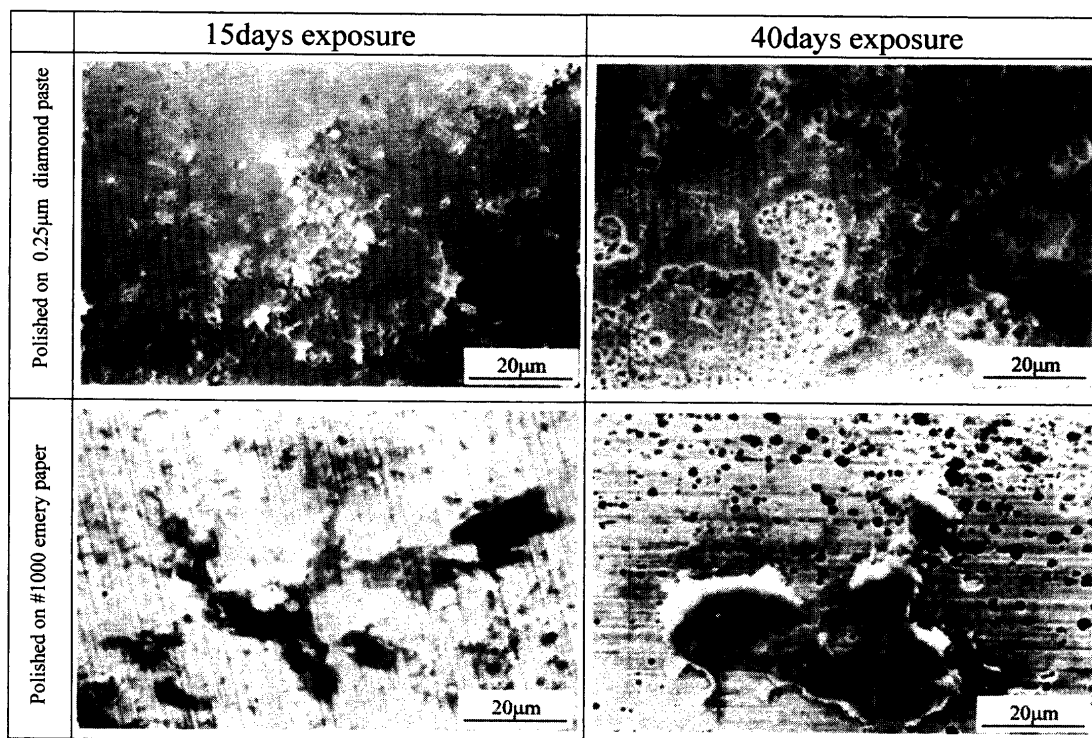 15days exposure
40days exposure
Polished on 0.25μm diamond paste
20μm
20μm
Polished on #1000 emery paper
20μm
20μm